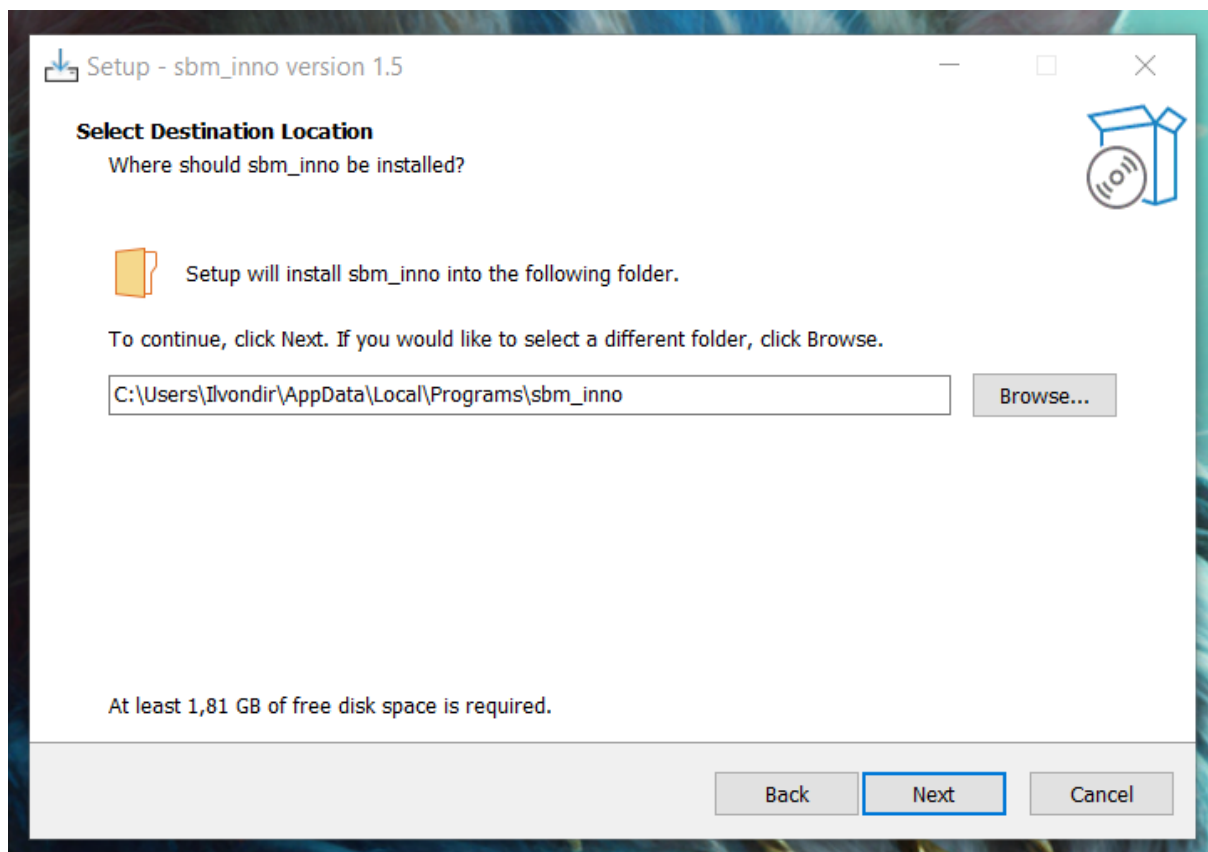 Setup - sbm_inno version 1.5
Select Destination Location
Where should sbm_inno be installed?
Setup will install sbm_inno into the following folder.
To continue, click Next. If you would like to select a different folder, click Browse.
C:\Users\Ilvondir\AppData\Local\Programs\sbm_inno
Browse...
At least 1,81 GB of free disk space is required.
Back
Next
Cancel